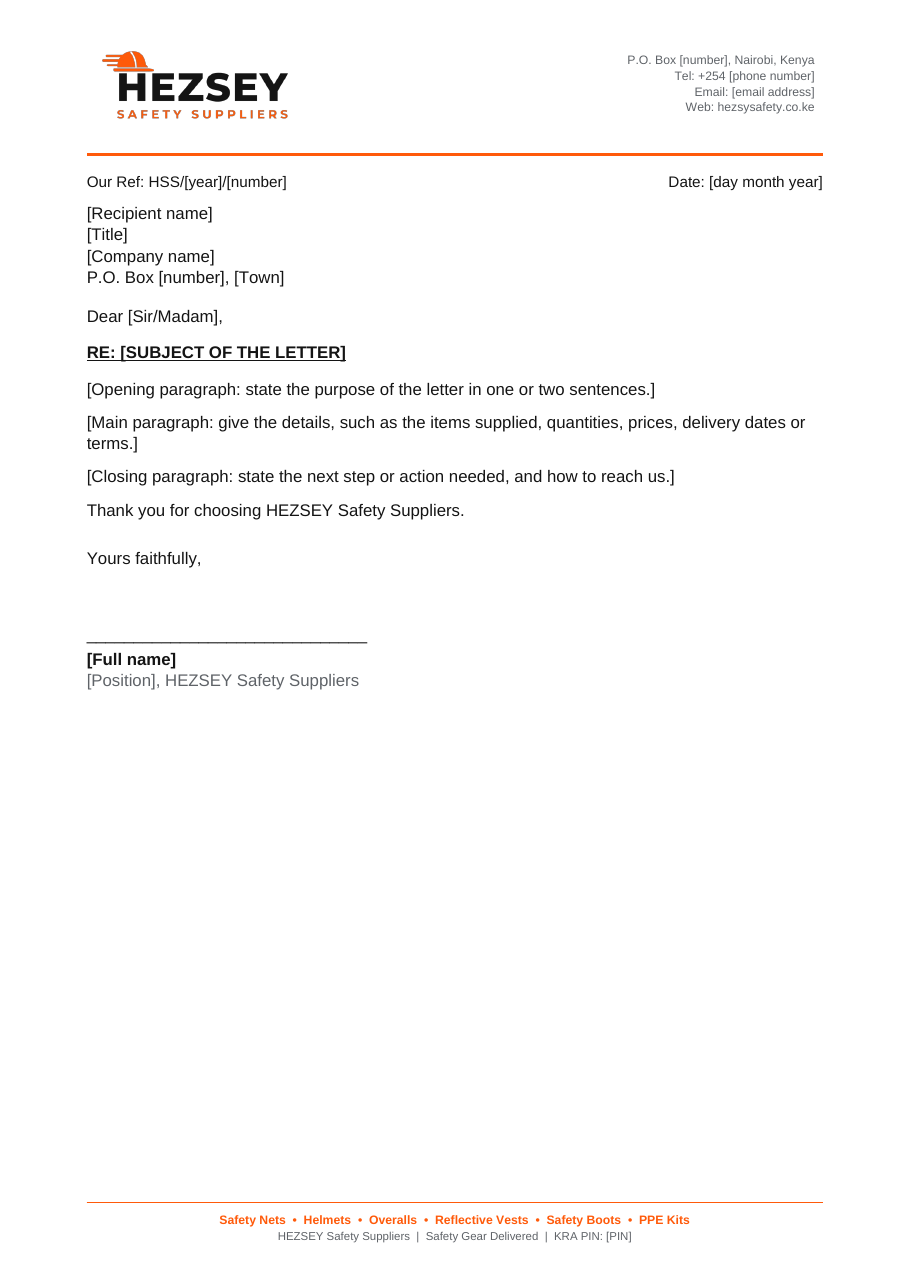 HEZSEY
SAFETY SUPPLIERS
P.O. Box [number], Nairobi, Kenya
Tel: +254 [phone number]
Email: [email address]
Web: hezsysafety.co.ke
Our Ref: HSS/[year]/[number]
Date: [day month year]
[Recipient name]
[Title]
[Company name]
P.O. Box [number], [Town]
Dear [Sir/Madam],
RE: [SUBJECT OF THE LETTER]
[Opening paragraph: state the purpose of the letter in one or two sentences.]
[Main paragraph: give the details, such as the items supplied, quantities, prices, delivery dates or
terms.]
[Closing paragraph: state the next step or action needed, and how to reach us.]
Thank you for choosing HEZSEY Safety Suppliers.
Yours faithfully,
______________________________
[Full name]
[Position], HEZSEY Safety Suppliers
Safety Nets • Helmets • Overalls • Reflective Vests • Safety Boots • PPE Kits
HEZSEY Safety Suppliers | Safety Gear Delivered | KRA PIN: [PIN]